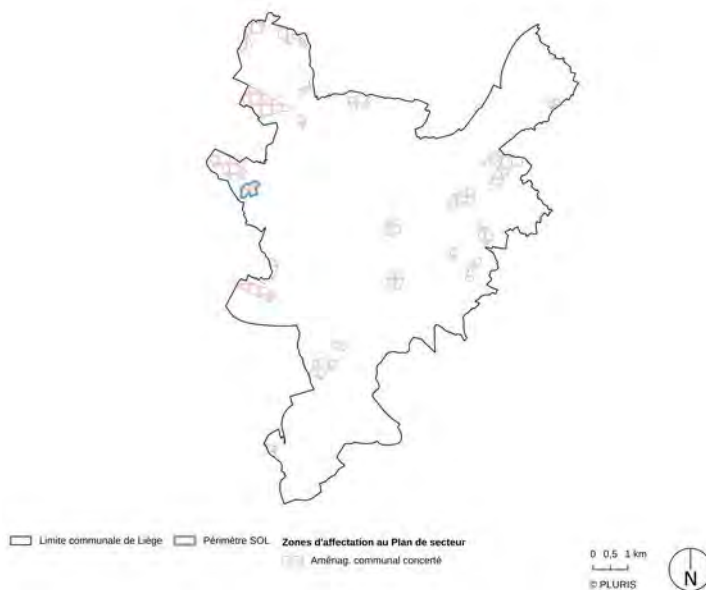 Limite communale de Liège
Périmètre SOL
Zones d'affectation au Plan de secteur
Aménag. communal concerté
0 0,5 1 km
© PLURIS
N